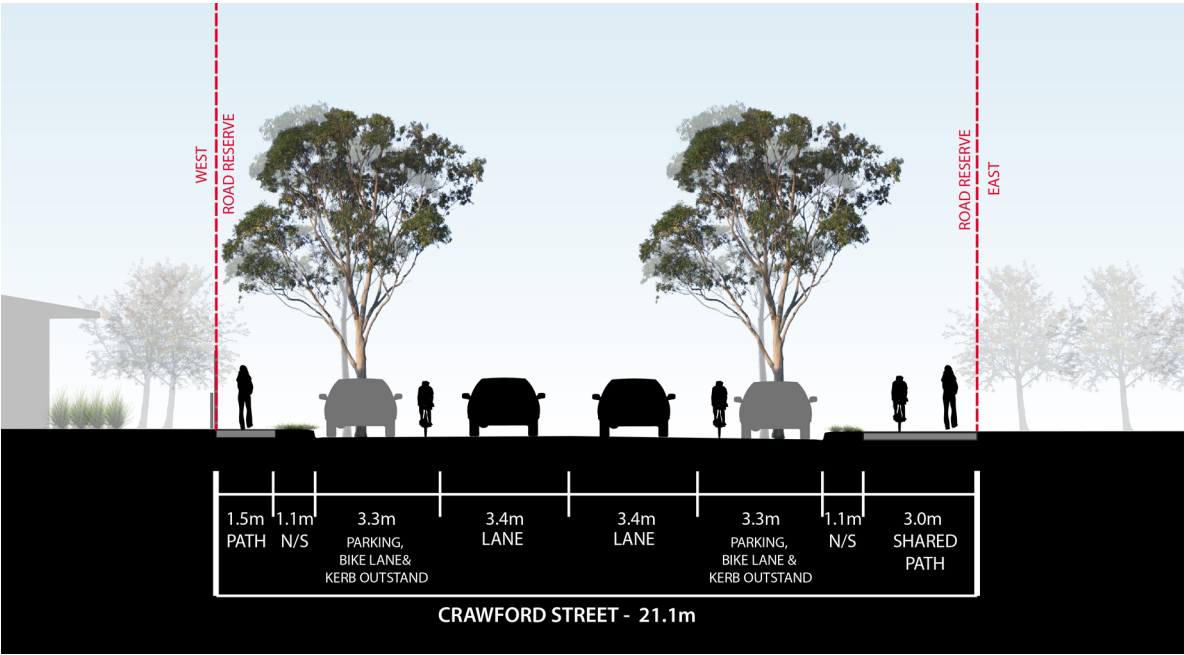 WEST
ROAD RESERVE
ROAD RESERVE
EAST
1.5m
PATH
1.1m
N/S
3.3m
PARKING,
BIKE LANE&
KERB OUTSTAND
3.4m
LANE
3.4m
LANE
3.3m
PARKING,
BIKE LANE &
KERB OUTSTAND
1.1m
N/S
3.0m
SHARED
PATH
CRAWFORD STREET - 21.1m